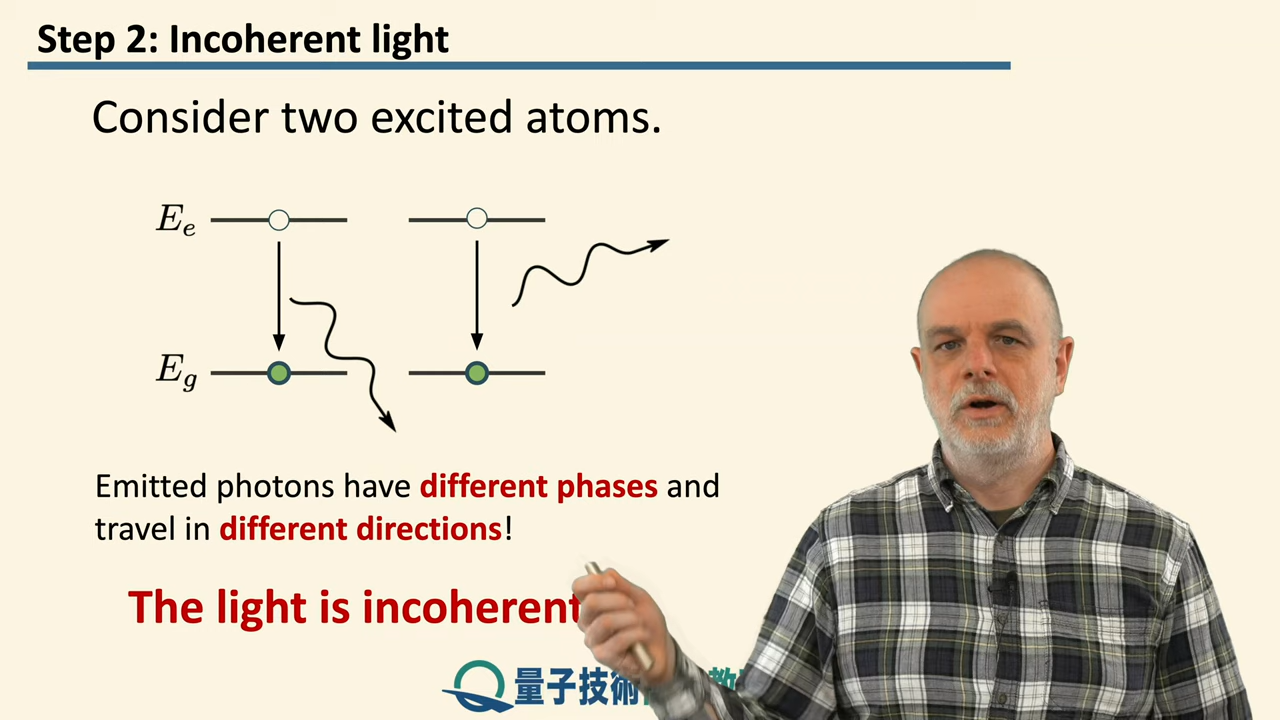 Step 2: Incoherent light
Consider two excited atoms.
E_e
E_g
Emitted photons have different phases and
travel in different directions!
The light is incoherent
量子技術